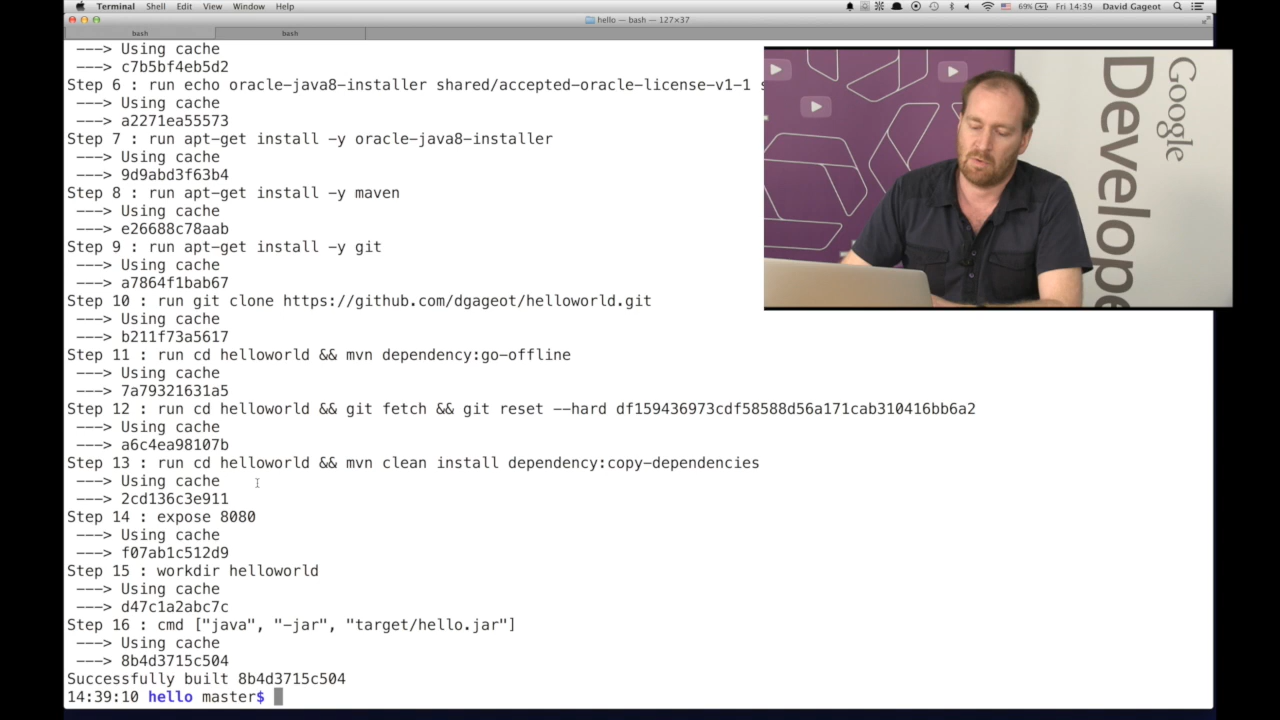 Terminal Shell Edit View Window Help 69% Fri 14:39 David Gageot
hello — bash — 127×37
bash bash
---> Using cache
---> c7b5bf4eb5d2
Step 6 : run echo oracle-java8-installer shared/accepted-oracle-license-v1-1 s
---> Using cache
---> a2271ea55573
Step 7 : run apt-get install -y oracle-java8-installer
---> Using cache
---> 9d9abd3f63b4
Step 8 : run apt-get install -y maven
---> Using cache
---> e26688c78aab
Step 9 : run apt-get install -y git
---> Using cache
---> a7864f1bab67
Step 10 : run git clone https://github.com/dgageot/helloworld.git
---> Using cache
---> b211f73a5617
Step 11 : run cd helloworld && mvn dependency:go-offline
---> Using cache
---> 7a79321631a5
Step 12 : run cd helloworld && git fetch && git reset --hard df159436973cdf58588d56a171cab310416bb6a2
---> Using cache
---> a6c4ea98107b
Step 13 : run cd helloworld && mvn clean install dependency:copy-dependencies
---> Using cache
---> 2cd136c3e911
Step 14 : expose 8080
---> Using cache
---> f07ab1c512d9
Step 15 : workdir helloworld
---> Using cache
---> d47c1a2abc7c
Step 16 : cmd ["java", "-jar", "target/hello.jar"]
---> Using cache
---> 8b4d3715c504
Successfully built 8b4d3715c504
14:39:10 hello master$
Google
Develope